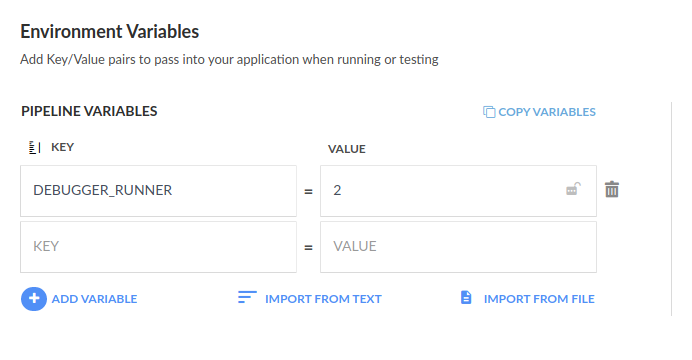 Environment Variables
Add Key/Value pairs to pass into your application when running or testing
PIPELINE VARIABLES
COPY VARIABLES
KEY
VALUE
DEBUGGER_RUNNER = 2
KEY = VALUE
ADD VARIABLE
IMPORT FROM TEXT
IMPORT FROM FILE